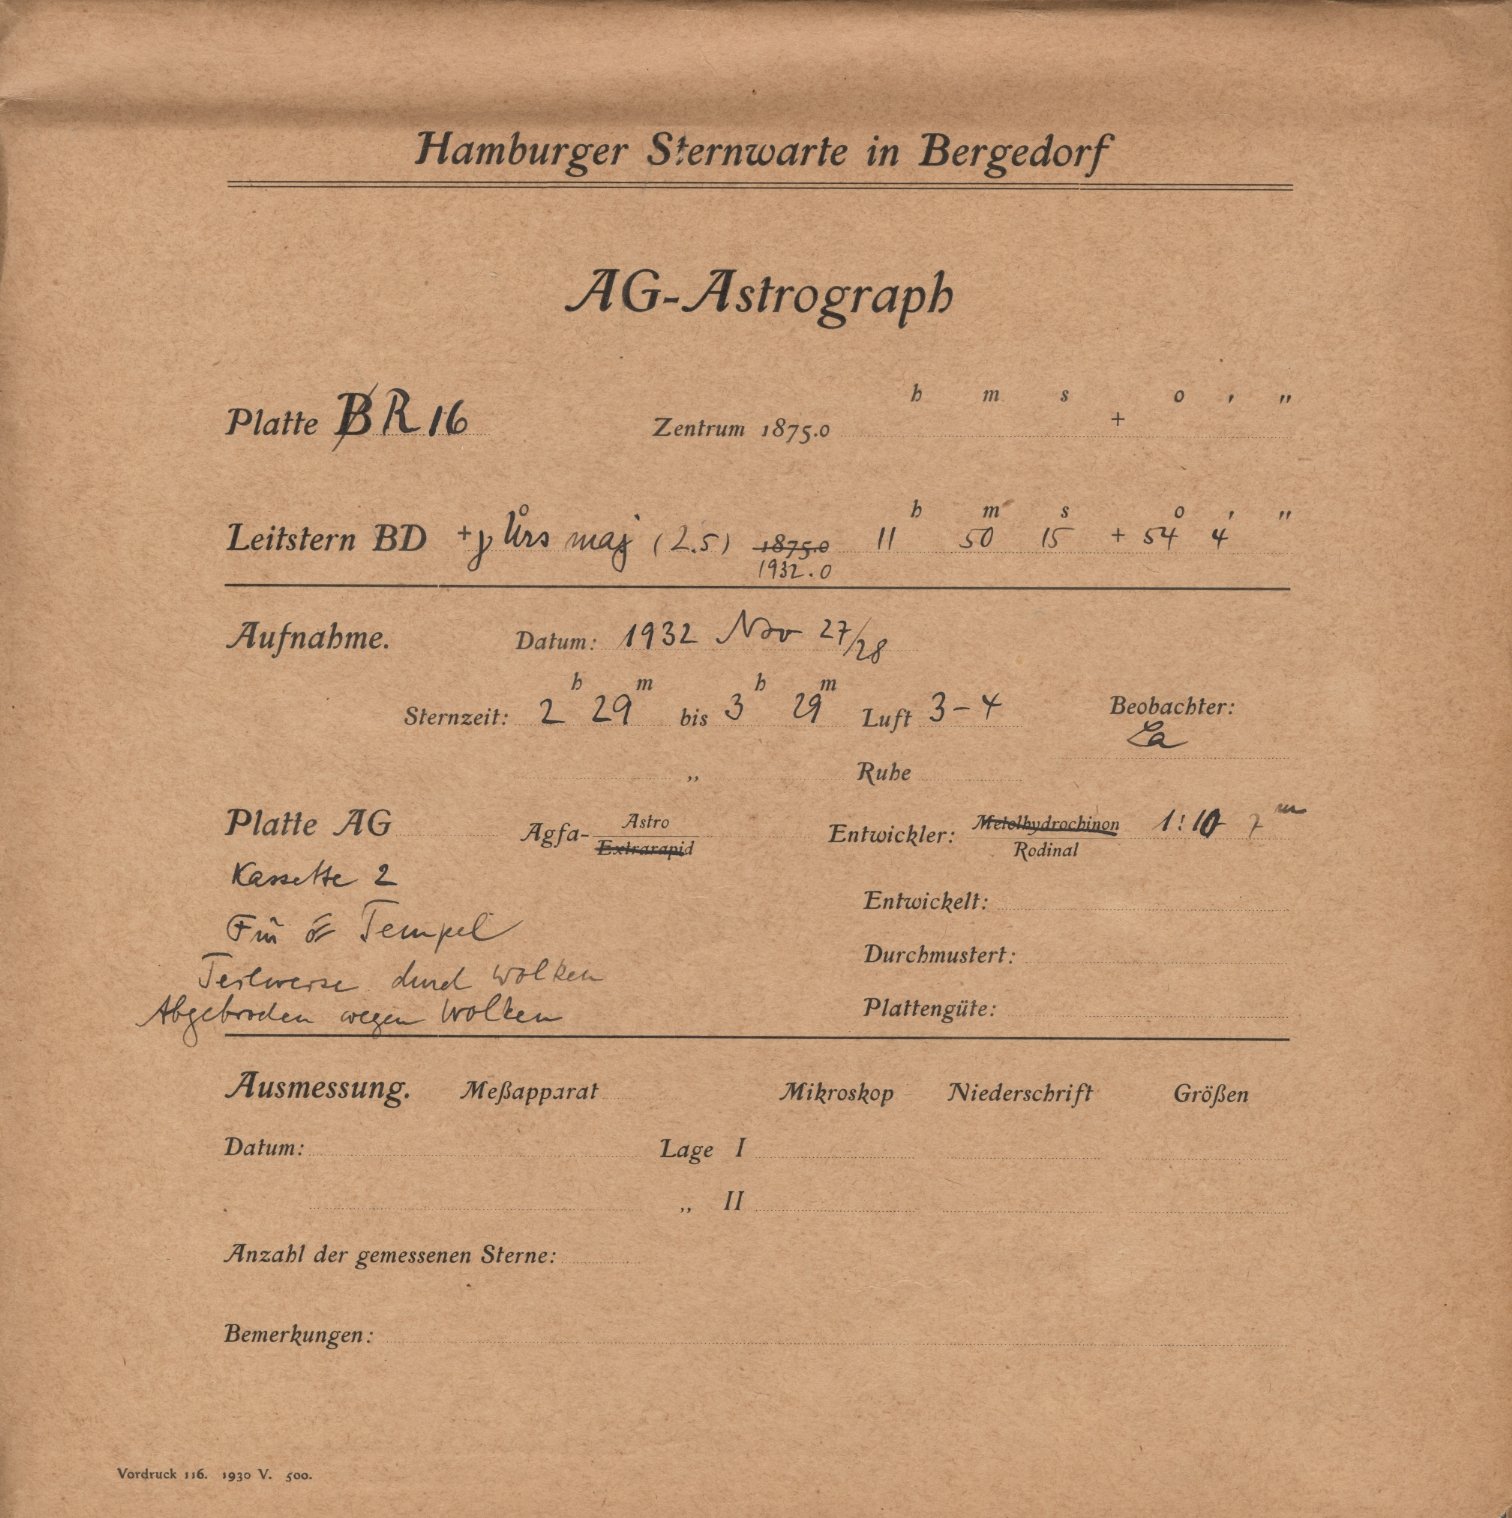 Hamburger Sternwarte in Bergedorf
AG-Astrograph
h m s o ′ ″
Platte BR 16 Zentrum 1875.0 +
h m s o ′ ″
Leitstern BD + γ Urs maj (2.5) 1875.0 11 50 15 + 54 4
1932.0
Aufnahme. Datum: 1932 Nov 27/28
Sternzeit: 2 h 29 m bis 3 h 29 m Luft 3-4 Beobachter:
La
„ Ruhe
Platte AG Agfa- Astro Entwickler: Metolhydrochinon 1:10 7 m
Extrarapid Rodinal
Kassette 2
Entwickelt:
Für Tempel
Durchmustert:
Teilweise durch Wolken
Abgebrochen wegen Wolken Plattengüte:
Ausmessung. Meßapparat Mikroskop Niederschrift Größen
Datum: Lage I
„ II
Anzahl der gemessenen Sterne:
Bemerkungen:
Vordruck 116. 1930 V. 500.